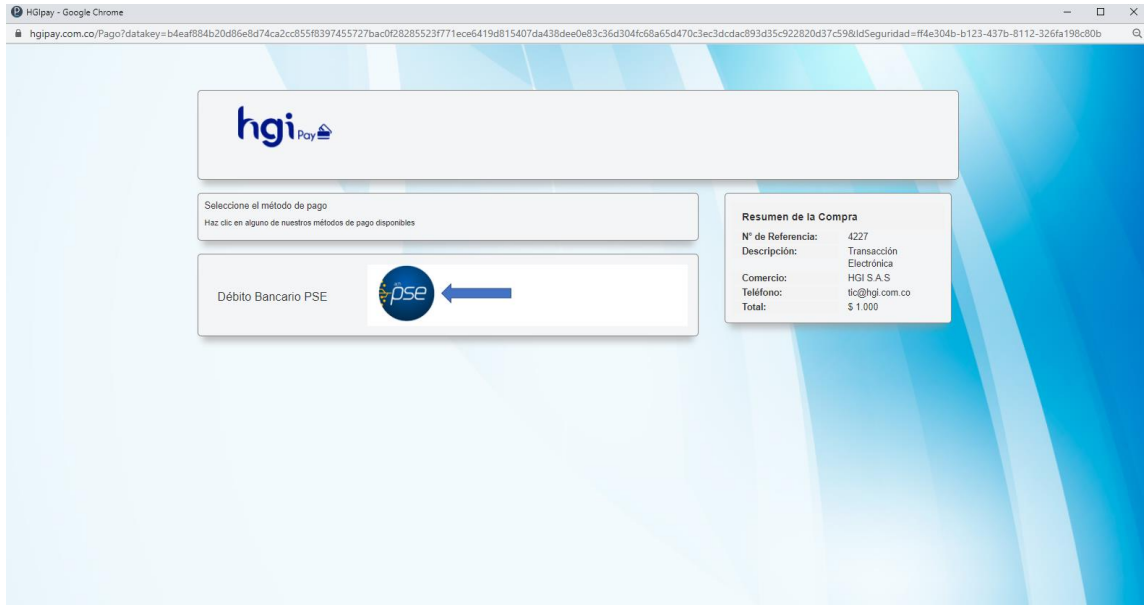 HGIpay - Google Chrome
hgipay.com.co/Pago?datakey=b4eaf884b20d86e8d74ca2cc855f8397455727bac0f28285523f771ece6419d815407da438dee0e83c36d304fc68a65d470c3ec3dcdac893d35c922820d37c59&IdSeguridad=ff4e304b-b123-437b-8112-326fa198c80b
hgi Pay
Seleccione el método de pago
Haz clic en alguno de nuestros métodos de pago disponibles
Débito Bancario PSE
pse
Resumen de la Compra
N° de Referencia: 4227
Descripción: Transacción
Electrónica
Comercio: HGI S.A.S
Teléfono: tic@hgi.com.co
Total: $ 1.000